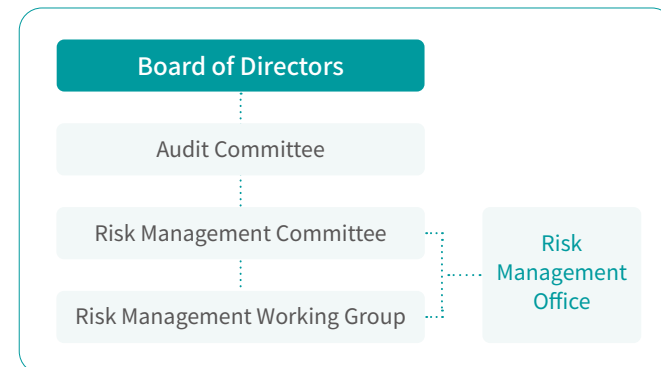 Board of Directors
Audit Committee
Risk Management Committee
Risk Management Working Group
Risk
Management
Office